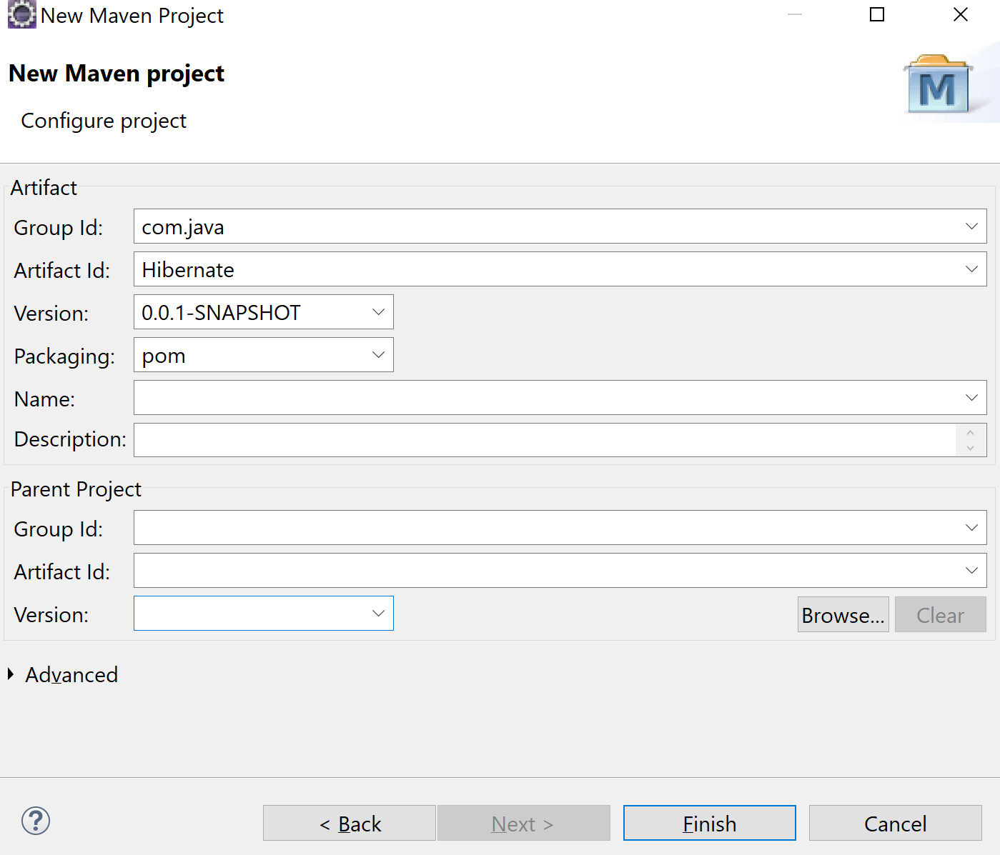 New Maven Project
New Maven project
Configure project
M
Artifact
Group Id: com.java
Artifact Id: Hibernate
Version: 0.0.1-SNAPSHOT
Packaging: pom
Name:
Description:
Parent Project
Group Id:
Artifact Id:
Version: Browse... Clear
Advanced
? < Back Next > Finish Cancel